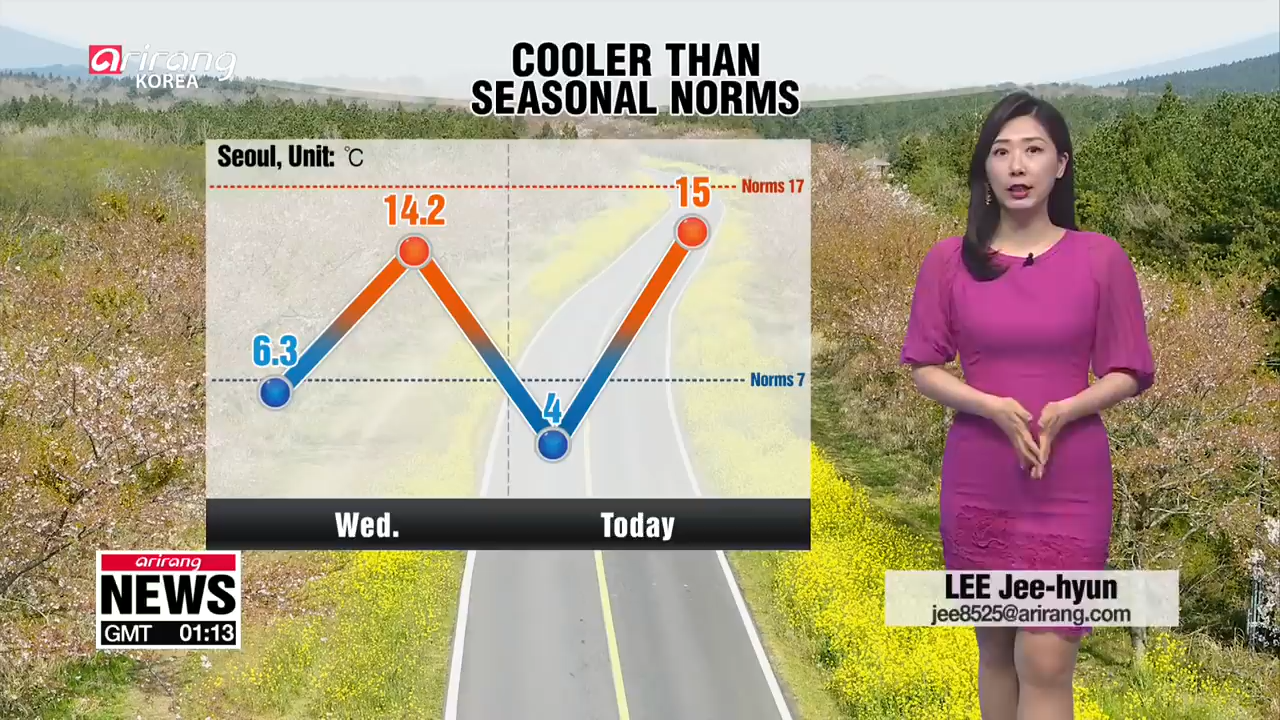 arirang
KOREA
COOLER THAN
SEASONAL NORMS
Seoul, Unit: ℃
Norms 17
14.2
15
6.3
Norms 7
4
Wed.
Today
arirang
NEWS
GMT 01:13
LEE Jee-hyun
jee8525@arirang.com